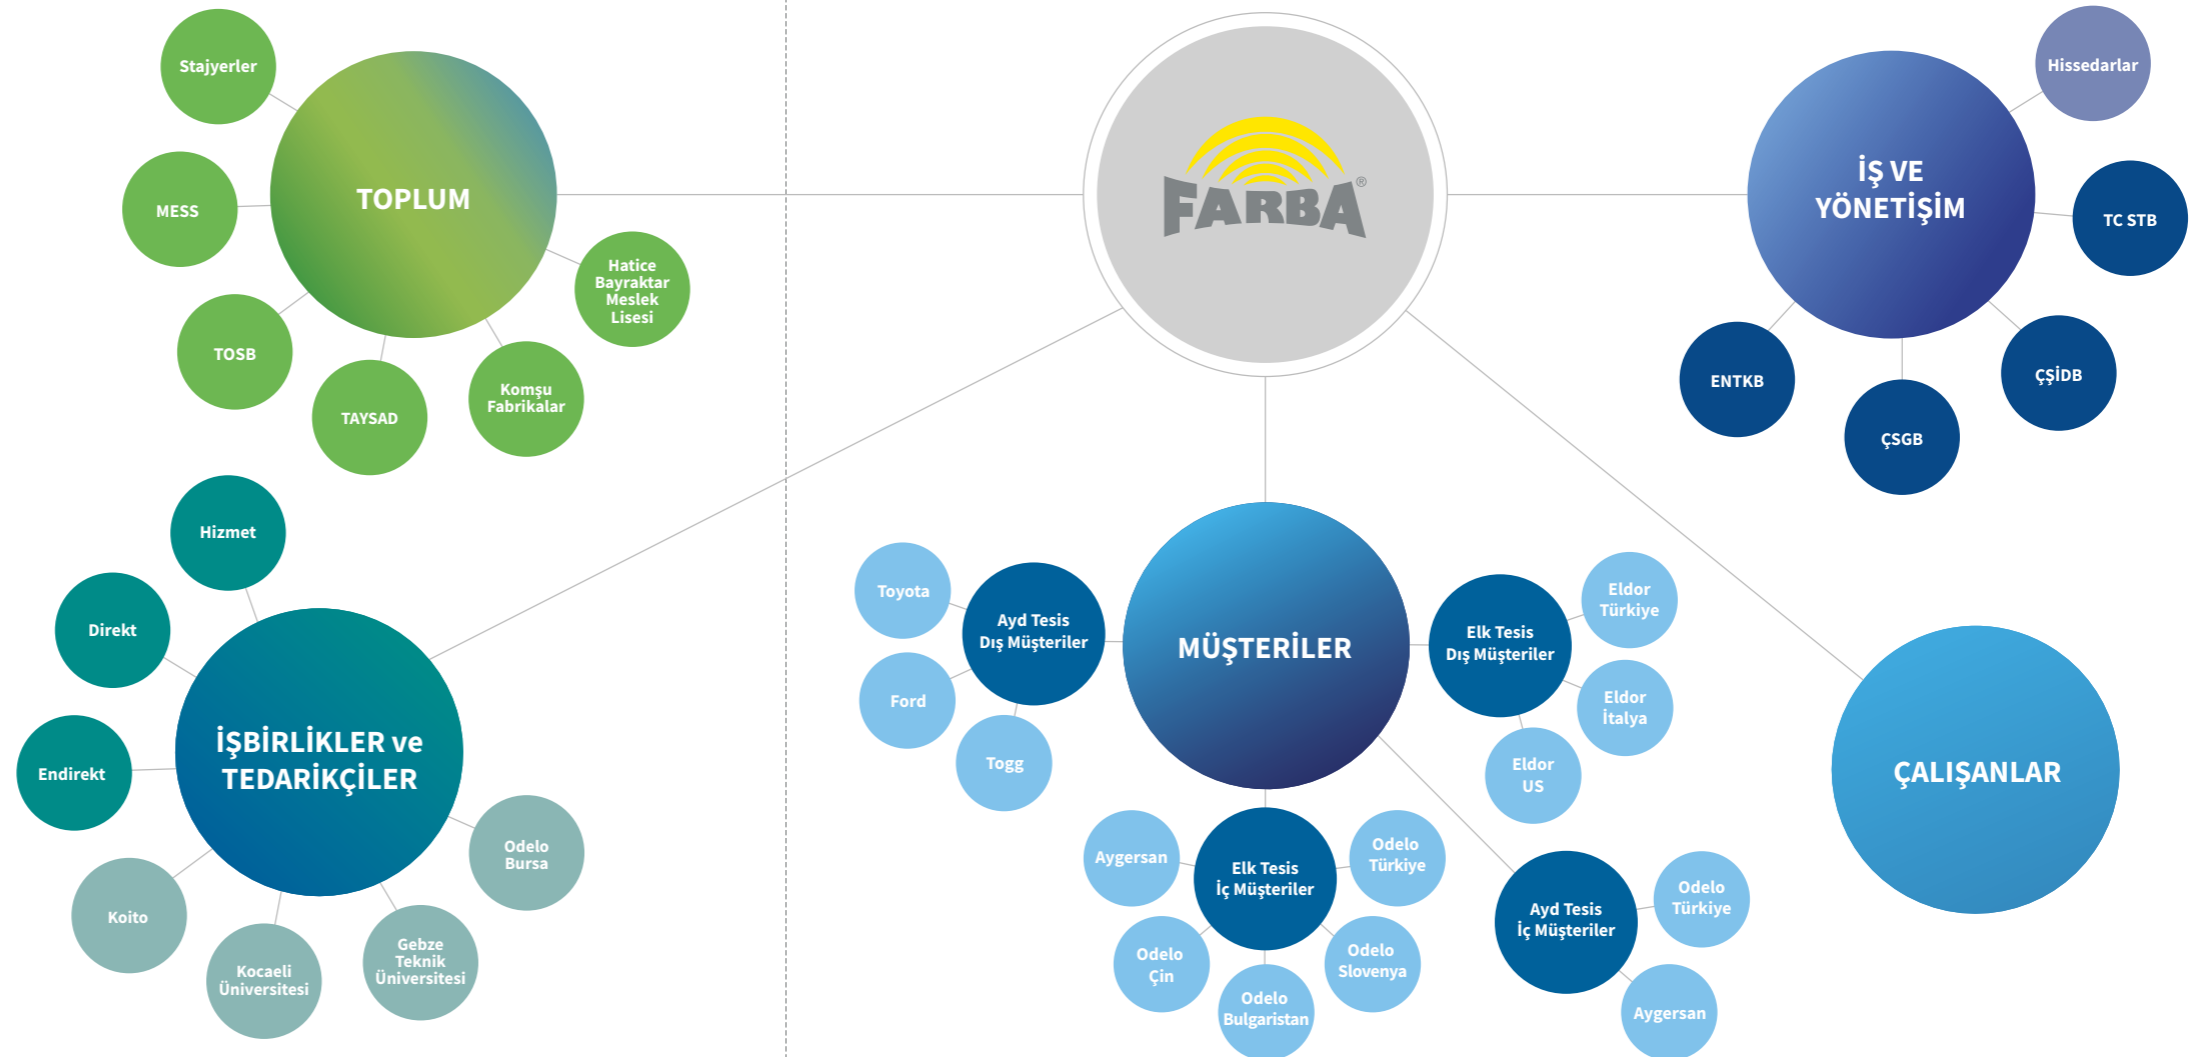 Stajyerler
MESS
TOSB
TAYSAD
Komşu
Fabrikalar
Hatice
Bayraktar
Meslek
Lisesi
TOPLUM
FARBA®
İŞ VE
YÖNETİŞİM
Hissedarlar
TC STB
ÇŞİDB
ÇSGB
ENTKB
Hizmet
Direkt
Endirekt
İŞBİRLİKLER ve
TEDARİKÇİLER
Koito
Kocaeli
Üniversitesi
Gebze
Teknik
Üniversitesi
Odelo
Bursa
MÜŞTERİLER
Ayd Tesis
Dış Müşteriler
Toyota
Ford
Togg
Elk Tesis
Dış Müşteriler
Eldor
Türkiye
Eldor
İtalya
Eldor
US
Elk Tesis
İç Müşteriler
Aygersan
Odelo
Çin
Odelo
Bulgaristan
Odelo
Slovenya
Odelo
Türkiye
Ayd Tesis
İç Müşteriler
Odelo
Türkiye
Aygersan
ÇALIŞANLAR